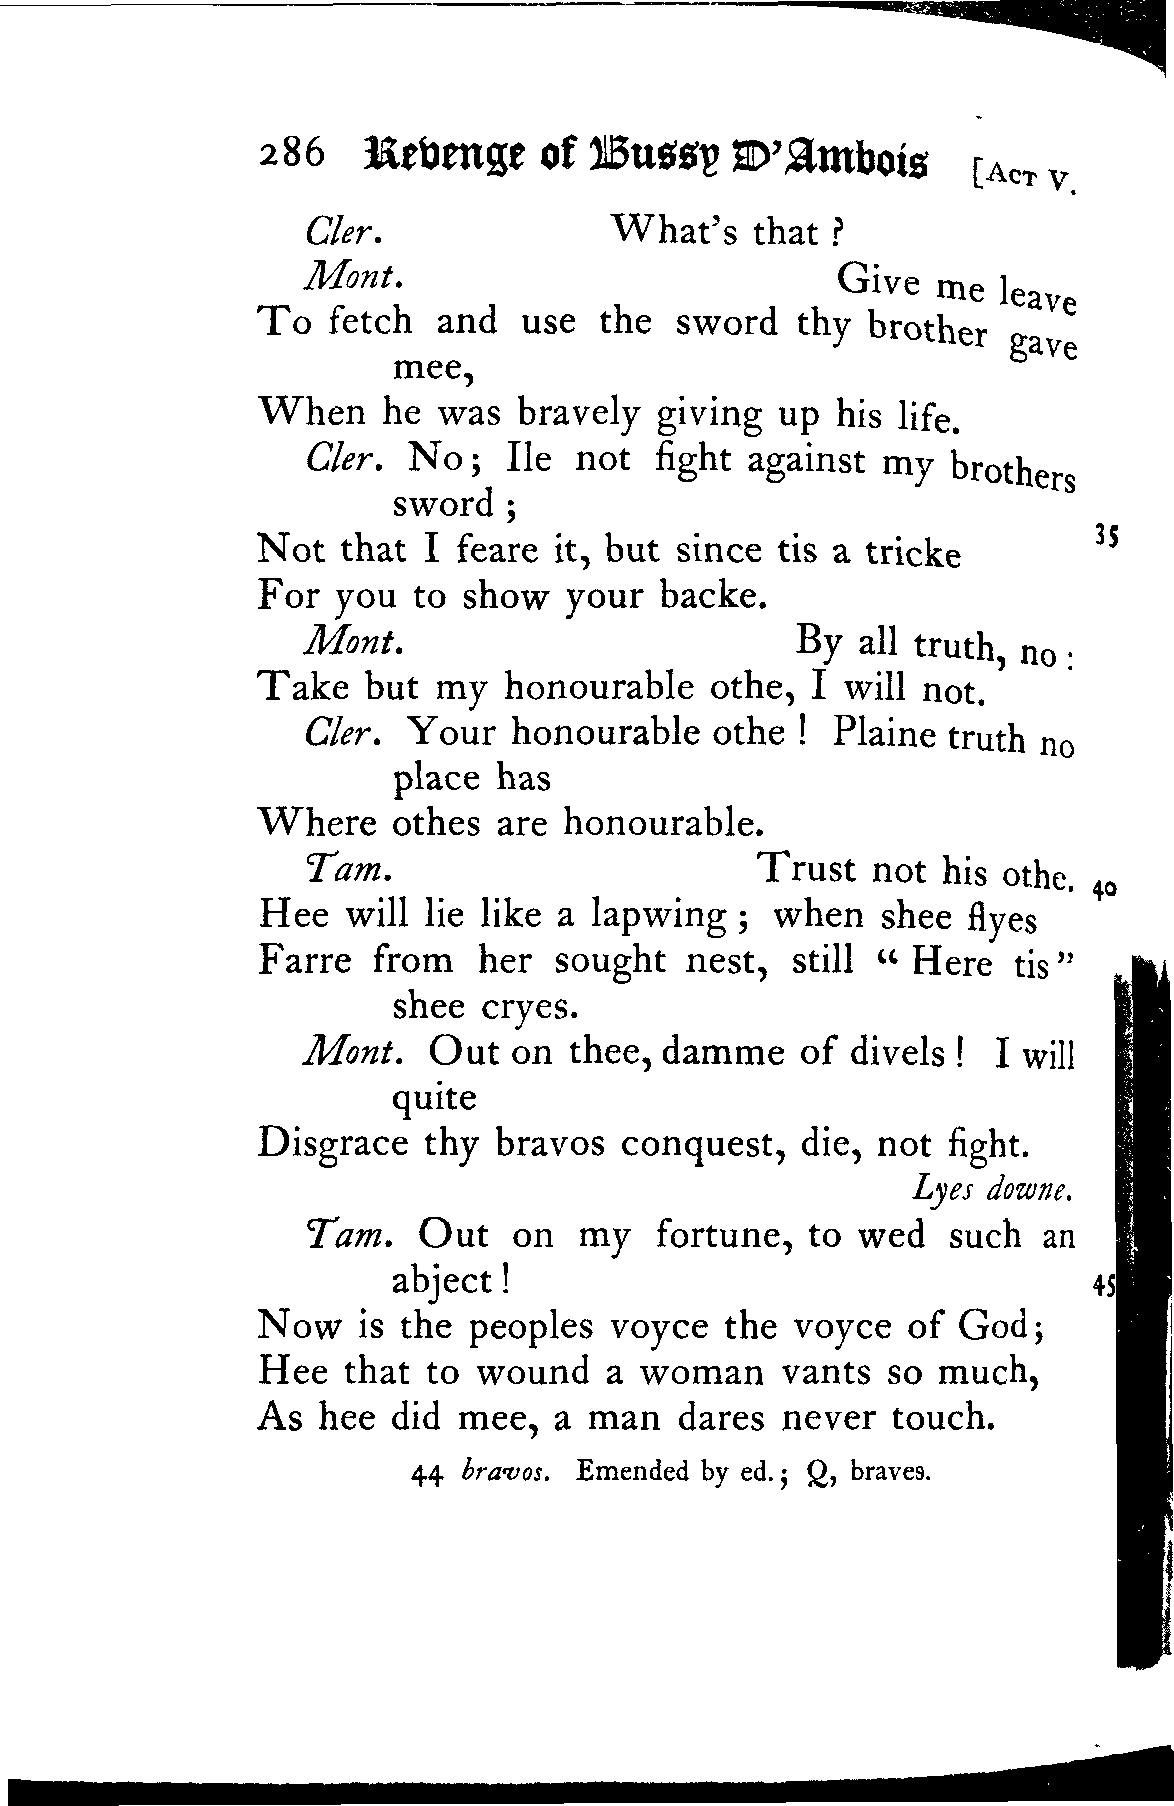 286 Revenge of Bussy D'Ambois [ACT V.
Cler. What's that ?
Mont. Give me leave
To fetch and use the sword thy brother gave
mee,
When he was bravely giving up his life.
Cler. No; Ile not fight against my brothers
sword ;
Not that I feare it, but since tis a tricke 35
For you to show your backe.
Mont. By all truth, no :
Take but my honourable othe, I will not.
Cler. Your honourable othe ! Plaine truth no
place has
Where othes are honourable.
Tam. Trust not his othe. 40
Hee will lie like a lapwing ; when shee flyes
Farre from her sought nest, still “ Here tis ”
shee cryes.
Mont. Out on thee, damme of divels ! I will
quite
Disgrace thy bravos conquest, die, not fight.
Lyes downe.
Tam. Out on my fortune, to wed such an
abject ! 45
Now is the peoples voyce the voyce of God;
Hee that to wound a woman vants so much,
As hee did mee, a man dares never touch.
44 bravos. Emended by ed.; Q, braves.